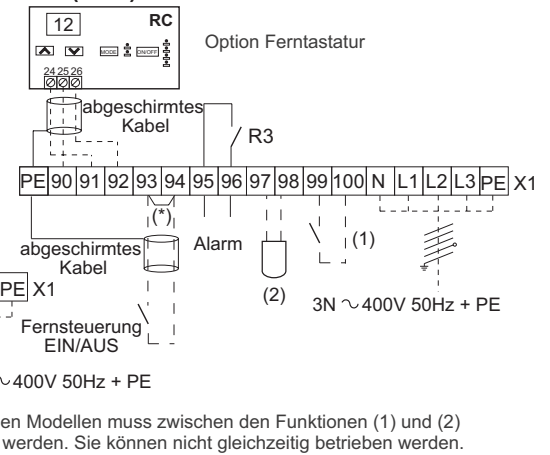 RC
12
MODE
ON/OFF
Option Ferntastatur
24 25 26
abgeschirmtes
Kabel
R3
PE 90 91 92 93 94 95 96 97 98 99 100 N L1 L2 L3 PE X1
(*)
abgeschirmtes
Kabel
Alarm
(1)
(2)
PE X1
3N ~ 400V 50Hz + PE
Fernsteuerung
EIN/AUS
~ 400V 50Hz + PE
en Modellen muss zwischen den Funktionen (1) und (2)
werden. Sie können nicht gleichzeitig betrieben werden.